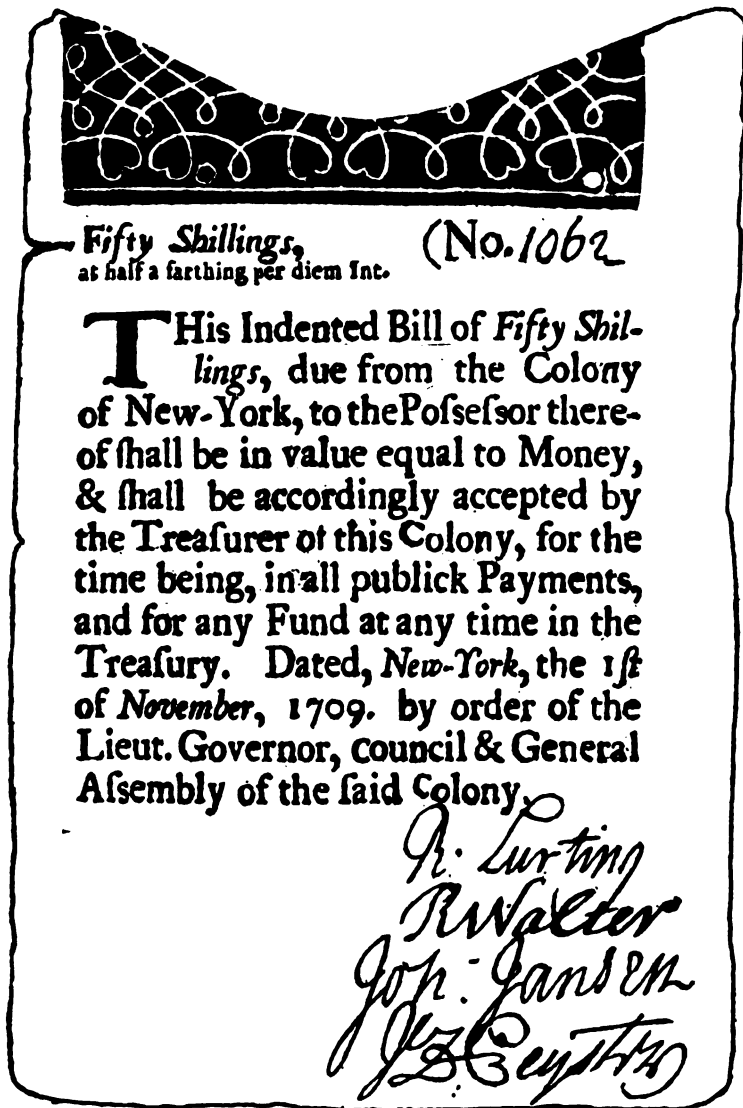 Fifty Shillings, (No. 1062
at half a farthing per diem Int.
THis Indented Bill of Fifty Shil-
lings, due from the Colony
of New-York, to the Poſseſsor there-
of ſhall be in value equal to Money,
& ſhall be accordingly accepted by
the Treaſurer of this Colony, for the
time being, in all publick Payments,
and for any Fund at any time in the
Treaſury. Dated, New-York, the 1ſt
of November, 1709. by order of the
Lieut. Governor, Council & General
Aſsembly of the ſaid Colony.
R. Lurting
R Walter
Joh: Jansen
D Peyster